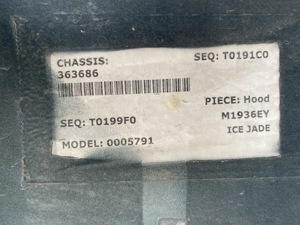 CHASSIS: SEQ: T0191C0
363686
PIECE: Hood
SEQ: T0199F0 M1936EY
ICE JADE
MODEL: 0005791